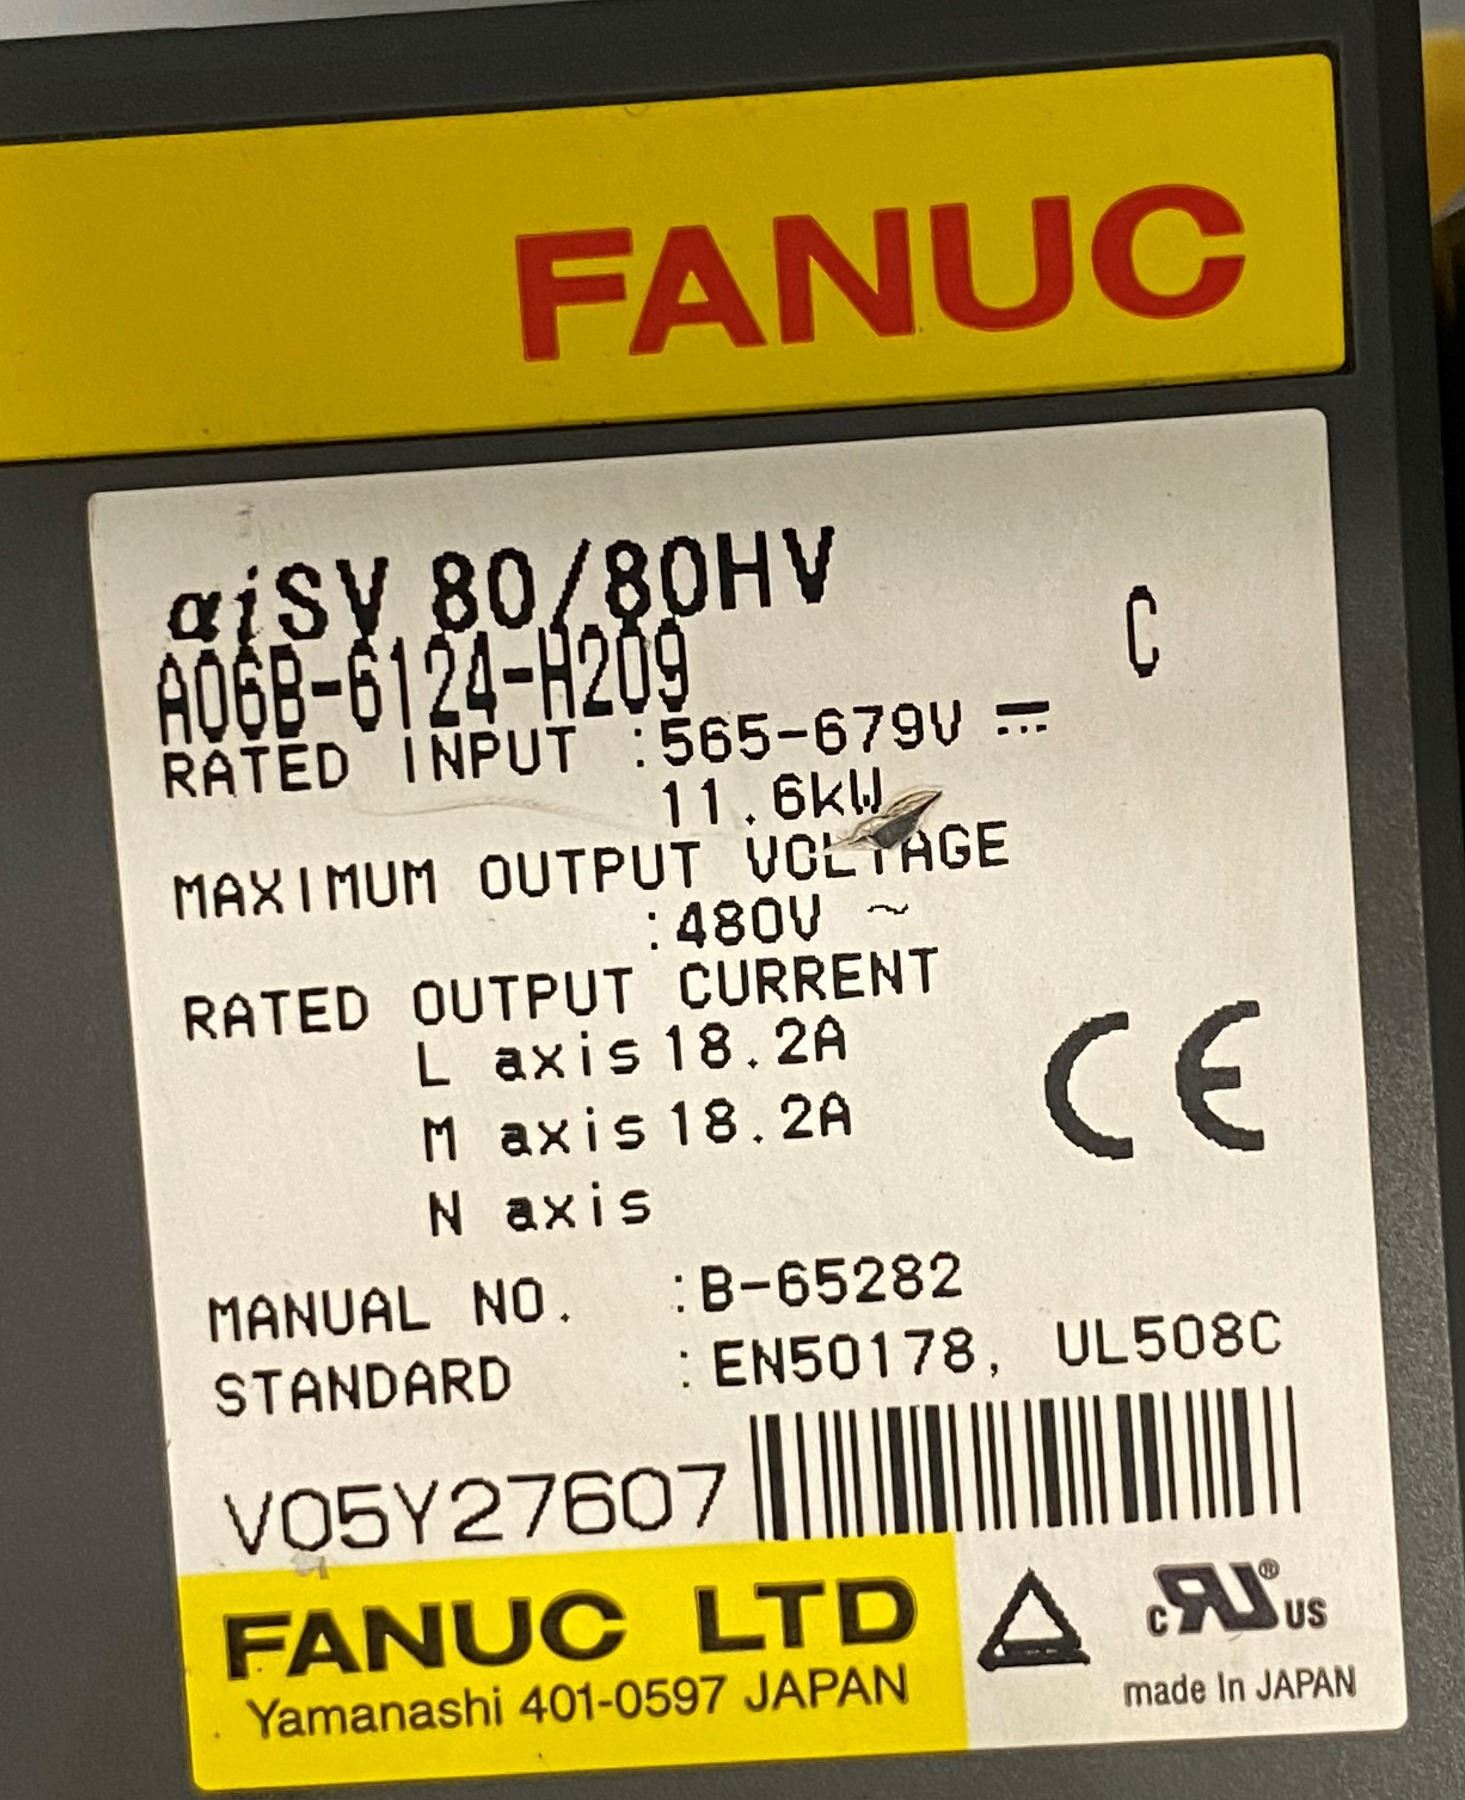 FANUC
αiSV 80/80HV
C
A06B-6124-H209
RATED INPUT :565-679V ⎓
11.6kW
MAXIMUM OUTPUT VOLTAGE
:480V ~
RATED OUTPUT CURRENT
L axis 18.2A
M axis 18.2A
N axis
MANUAL NO. :B-65282
STANDARD :EN50178, UL508C
V05Y27607
CE
FANUC LTD
Yamanashi 401-0597 JAPAN
c RU® US
made In JAPAN